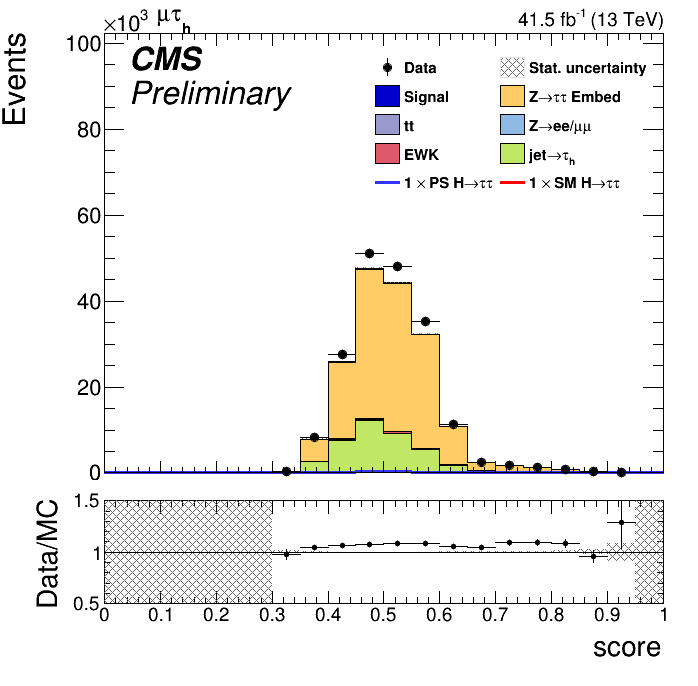 ×10³ μτₕ 41.5 fb⁻¹ (13 TeV)
Events
100
80
60
40
20
0
CMS
Preliminary
Data
Stat. uncertainty
Signal
Z→ττ Embed
tt
Z→ee/μμ
EWK
jet→τₕ
1 × PS H→ττ
1 × SM H→ττ
Data/MC
1.5
1
0.5
0 0.1 0.2 0.3 0.4 0.5 0.6 0.7 0.8 0.9 1
score